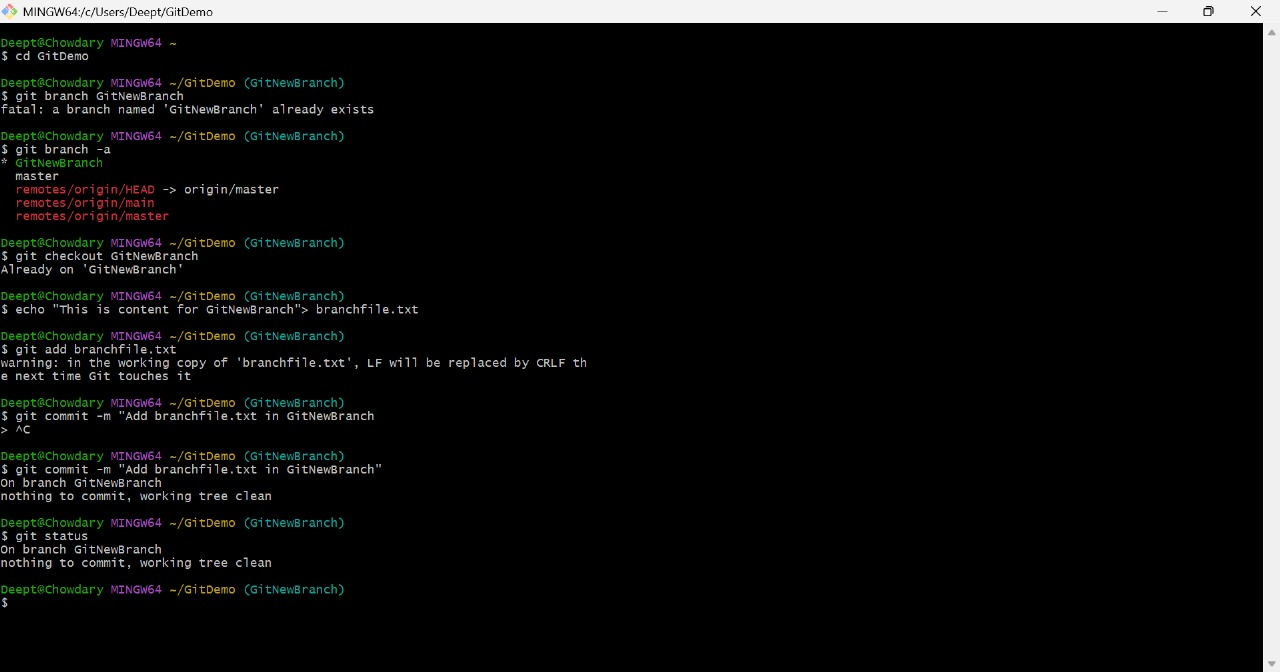 MINGW64:/c/Users/Deept/GitDemo
Deept@Chowdary MINGW64 ~
$ cd GitDemo
Deept@Chowdary MINGW64 ~/GitDemo (GitNewBranch)
$ git branch GitNewBranch
fatal: a branch named 'GitNewBranch' already exists
Deept@Chowdary MINGW64 ~/GitDemo (GitNewBranch)
$ git branch -a
* GitNewBranch
master
remotes/origin/HEAD -> origin/master
remotes/origin/main
remotes/origin/master
Deept@Chowdary MINGW64 ~/GitDemo (GitNewBranch)
$ git checkout GitNewBranch
Already on 'GitNewBranch'
Deept@Chowdary MINGW64 ~/GitDemo (GitNewBranch)
$ echo "This is content for GitNewBranch"> branchfile.txt
Deept@Chowdary MINGW64 ~/GitDemo (GitNewBranch)
$ git add branchfile.txt
warning: in the working copy of 'branchfile.txt', LF will be replaced by CRLF th
e next time Git touches it
Deept@Chowdary MINGW64 ~/GitDemo (GitNewBranch)
$ git commit -m "Add branchfile.txt in GitNewBranch
> ^C
Deept@Chowdary MINGW64 ~/GitDemo (GitNewBranch)
$ git commit -m "Add branchfile.txt in GitNewBranch"
On branch GitNewBranch
nothing to commit, working tree clean
Deept@Chowdary MINGW64 ~/GitDemo (GitNewBranch)
$ git status
On branch GitNewBranch
nothing to commit, working tree clean
Deept@Chowdary MINGW64 ~/GitDemo (GitNewBranch)
$